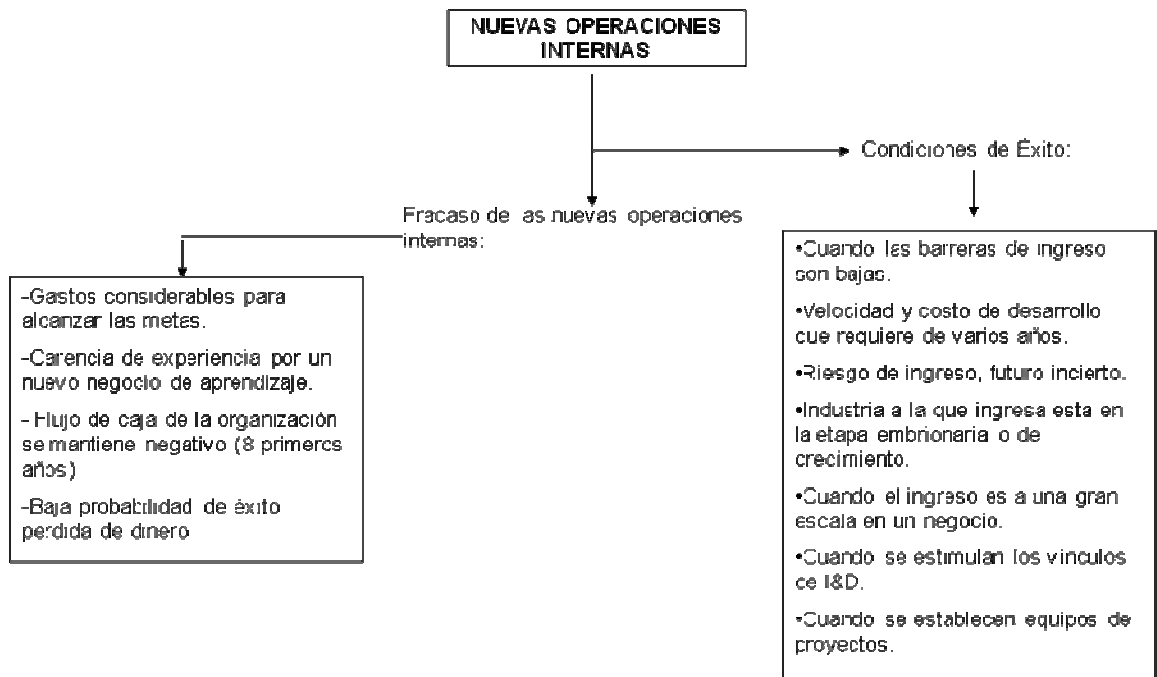 NUEVAS OPERACIONES
INTERNAS
Condiciones de Éxito:
Fracaso de las nuevas operaciones
internas:
-Gastos considerables para
alcanzar las metas.
-Carencia de experiencia por un
nuevo negocio de aprendizaje.
- Flujo de caja de la organización
se mantiene negativo (8 primeros
años)
-Baja probabilidad de éxito
perdida de dinero
•Cuando las barreras de ingreso
son bajas.
•Velocidad y costo de desarrollo
que requiere de varios años.
•Riesgo de ingreso, futuro incierto.
•Industria a la que ingresa esta en
la etapa embrionaria o de
crecimiento.
•Cuando el ingreso es a una gran
escala en un negocio.
•Cuando se estimulan los vinculos
de I&D.
•Cuando se establecen equipos de
proyectos.